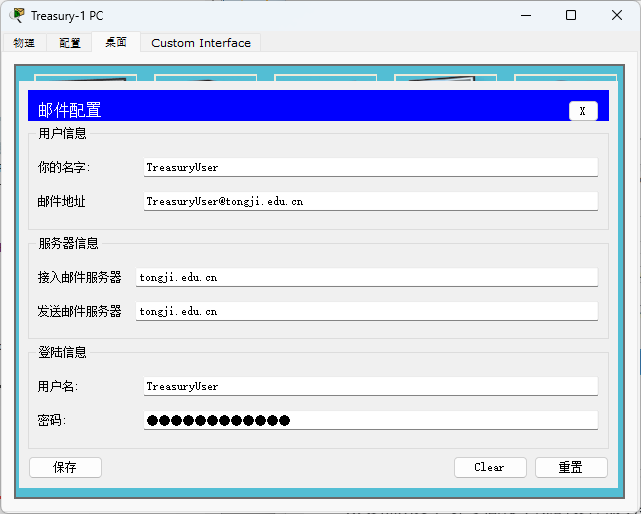 Treasury-1 PC
物理 配置 桌面 Custom Interface
邮件配置 X
用户信息
你的名字: TreasuryUser
邮件地址 TreasuryUser@tongji.edu.cn
服务器信息
接入邮件服务器 tongji.edu.cn
发送邮件服务器 tongji.edu.cn
登陆信息
用户名: TreasuryUser
密码: ●●●●●●●●●●●●
保存 Clear 重置